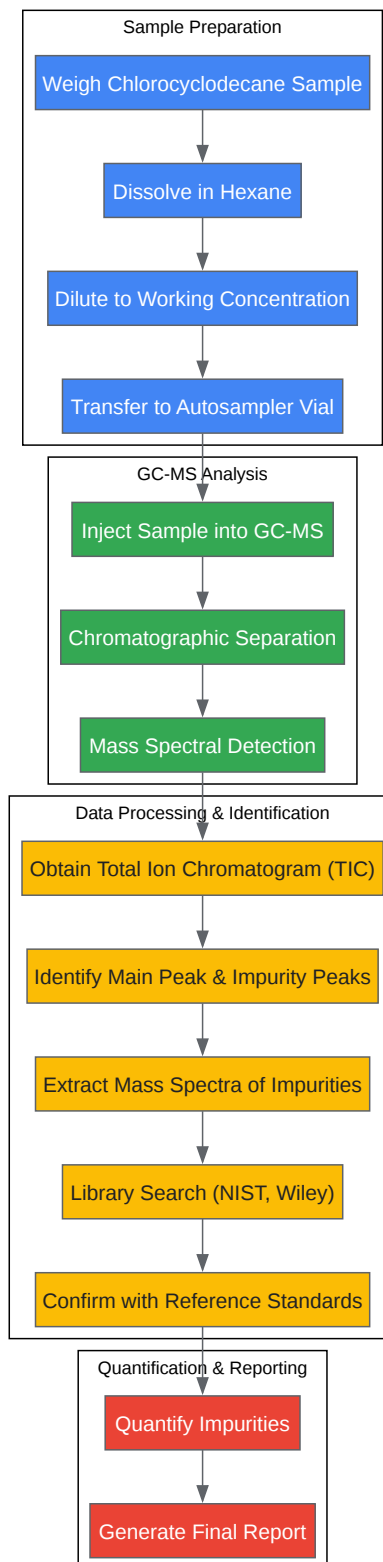 Sample Preparation
Weigh Chlorocyclodecane Sample
Dissolve in Hexane
Dilute to Working Concentration
Transfer to Autosampler Vial
GC-MS Analysis
Inject Sample into GC-MS
Chromatographic Separation
Mass Spectral Detection
Data Processing & Identification
Obtain Total Ion Chromatogram (TIC)
Identify Main Peak & Impurity Peaks
Extract Mass Spectra of Impurities
Library Search (NIST, Wiley)
Confirm with Reference Standards
Quantification & Reporting
Quantify Impurities
Generate Final Report